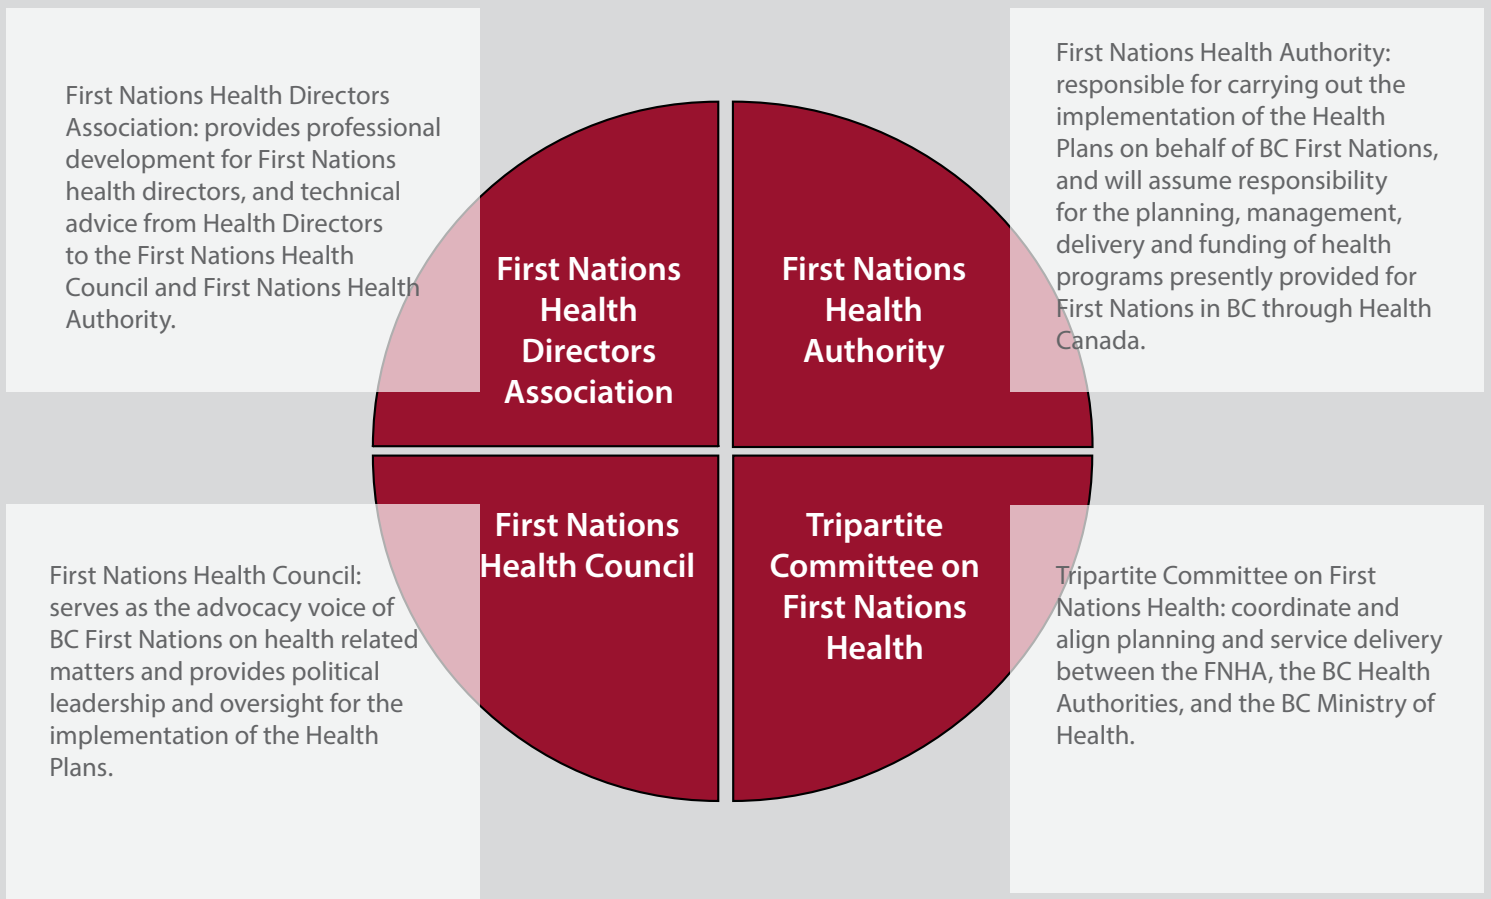 First Nations Health Directors
Association: provides professional
development for First Nations
health directors, and technical
advice from Health Directors
to the First Nations Health
Council and First Nations Health
Authority.
First Nations
Health
Directors
Association
First Nations
Health
Authority
First Nations Health Authority:
responsible for carrying out the
implementation of the Health
Plans on behalf of BC First Nations,
and will assume responsibility
for the planning, management,
delivery and funding of health
programs presently provided for
First Nations in BC through Health
Canada.
First Nations Health Council:
serves as the advocacy voice of
BC First Nations on health related
matters and provides political
leadership and oversight for the
implementation of the Health
Plans.
First Nations
Health Council
Tripartite
Committee on
First Nations
Health
Tripartite Committee on First
Nations Health: coordinate and
align planning and service delivery
between the FNHA, the BC Health
Authorities, and the BC Ministry of
Health.